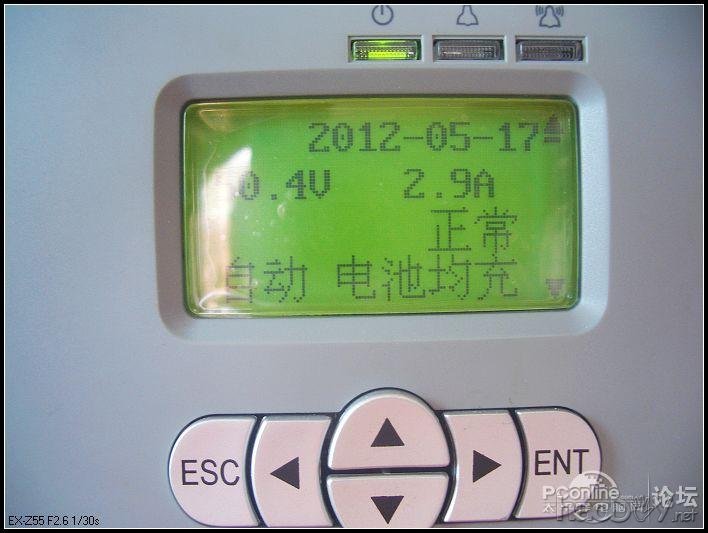 2012-05-17
0.4V 2.9A
正常
自动 电池均充
ESC ENT
PConline 论坛
EX-Z55 F2.6 1/30s